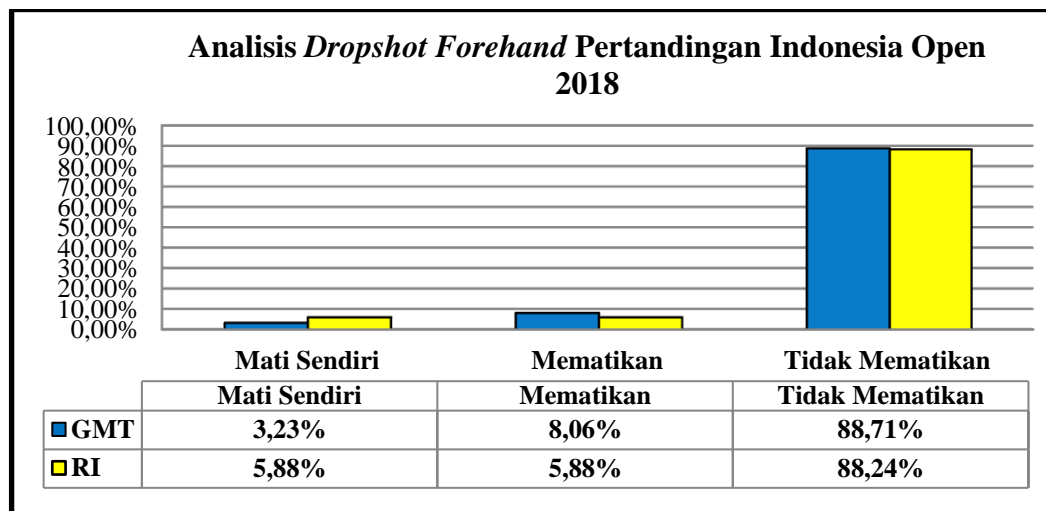 Analisis Dropshot Forehand Pertandingan Indonesia Open
2018
100,00%
90,00%
80,00%
70,00%
60,00%
50,00%
40,00%
30,00%
20,00%
10,00%
0,00%
Mati Sendiri Mematikan Tidak Mematikan
Mati Sendiri Mematikan Tidak Mematikan
GMT 3,23% 8,06% 88,71%
RI 5,88% 5,88% 88,24%